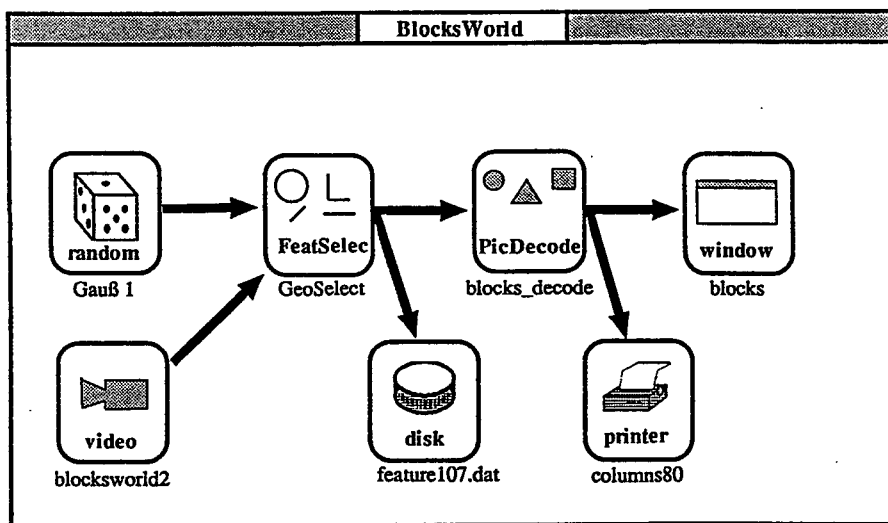 BlocksWorld
random
Gauß 1
FeatSelec
GeoSelect
PicDecode
blocks_decode
window
blocks
video
blocksworld2
disk
feature107.dat
printer
columns80